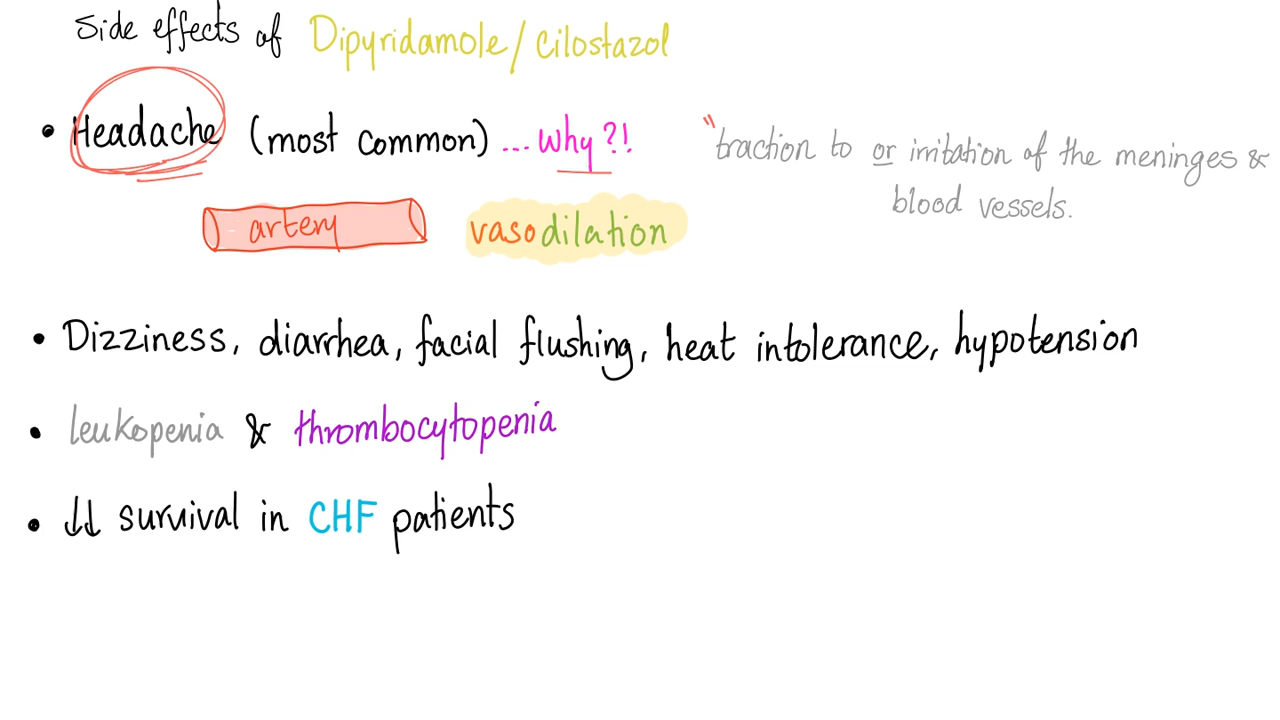 Side effects of Dipyridamole/Cilostazol
• Headache (most common) ... Why?!
"traction to or irritation of the meninges &
blood vessels.
artery
vasodilation
• Dizziness, diarrhea, facial flushing, heat intolerance, hypotension
• leukopenia & thrombocytopenia
• ↓↓ survival in CHF patients